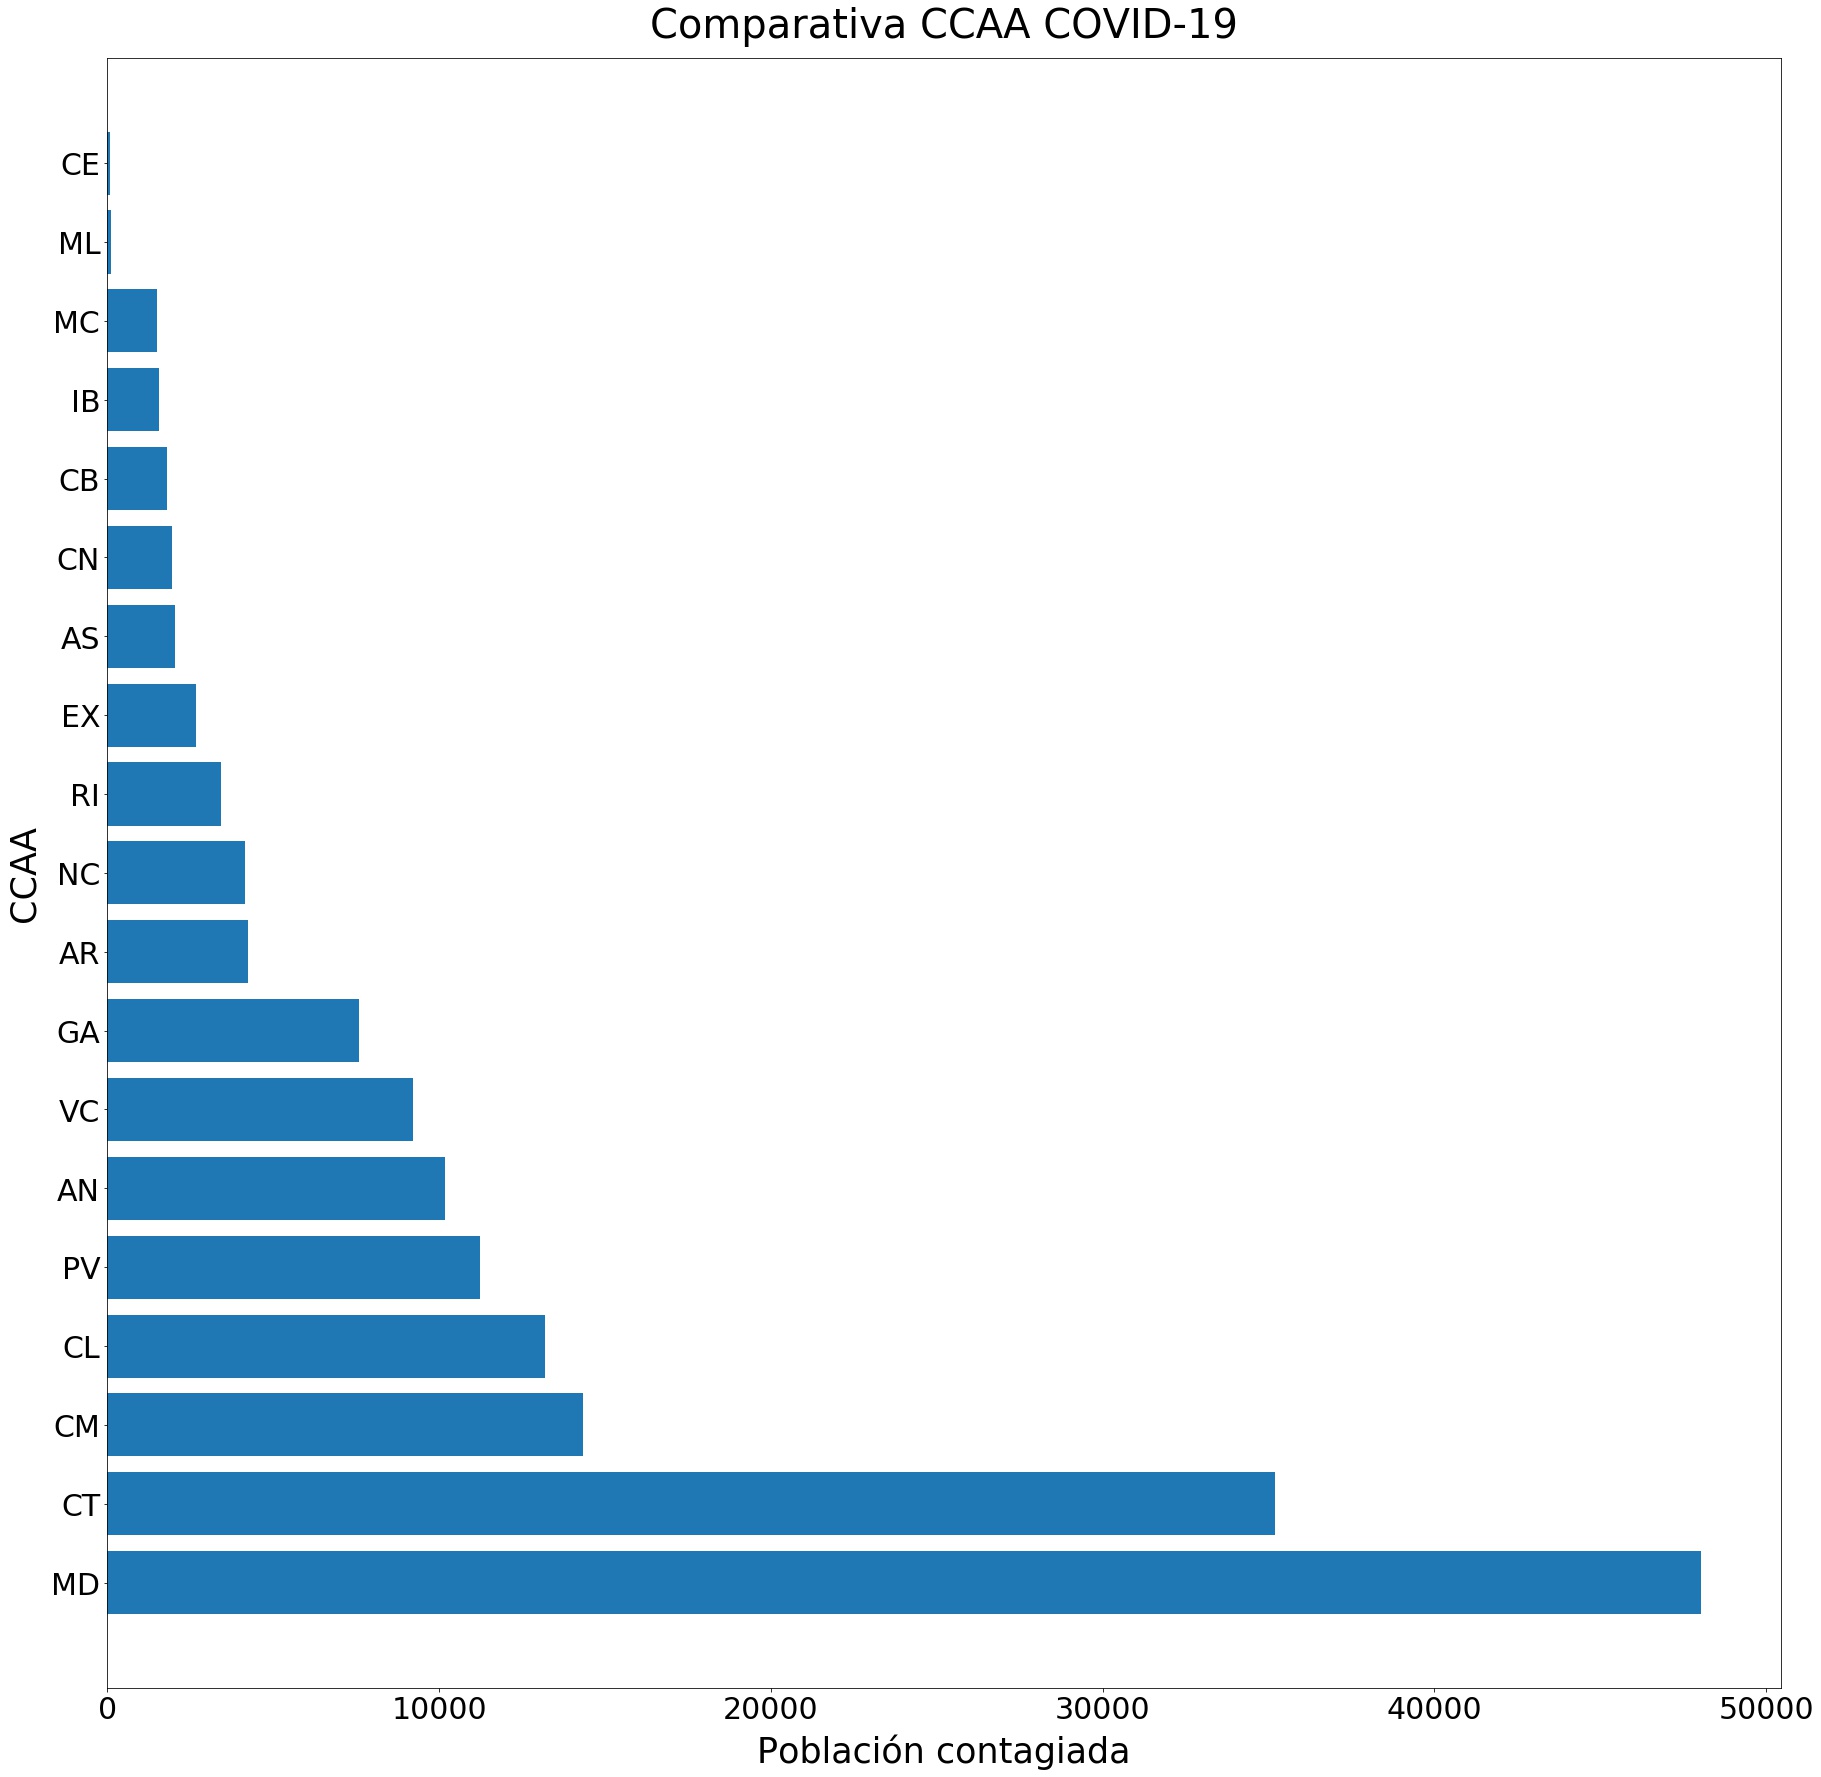 Comparativa CCAA COVID-19
CE
ML
MC
IB
CB
CN
AS
EX
RI
NC
AR
GA
VC
AN
PV
CL
CM
CT
MD
CCAA
0 10000 20000 30000 40000 50000
Población contagiada